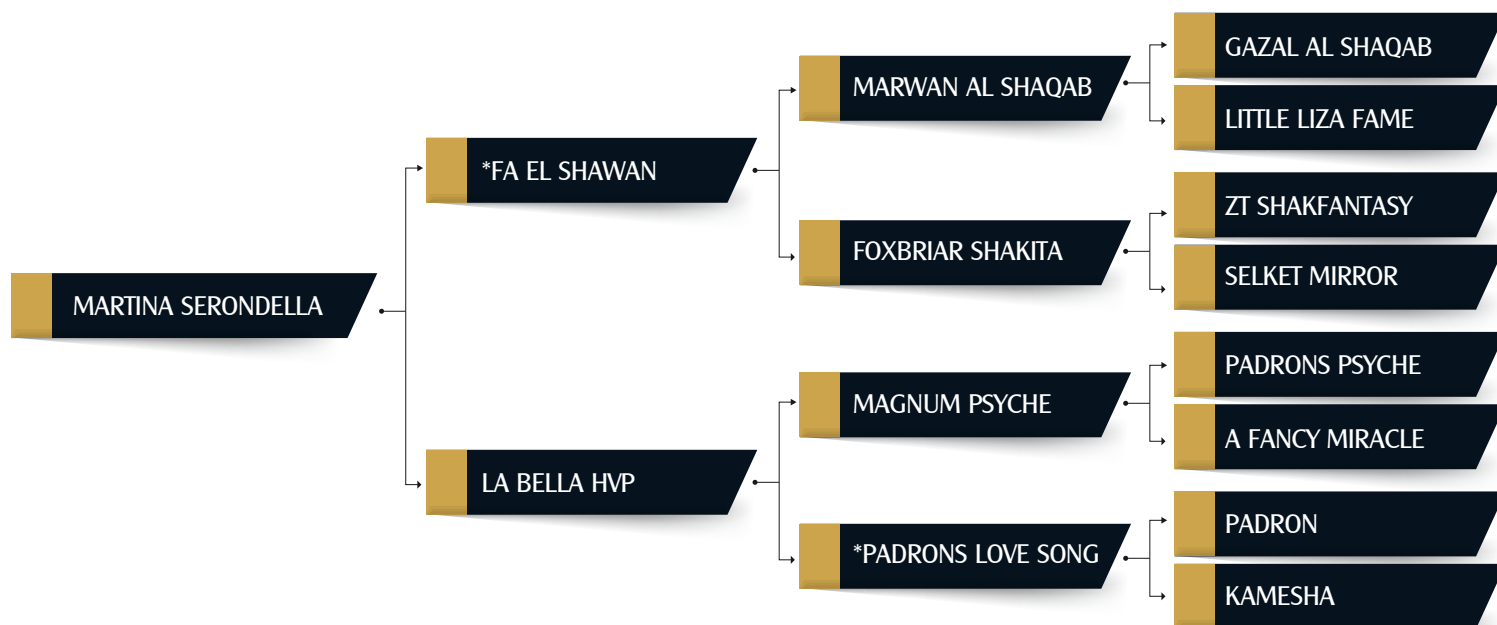 MARTINA SERONDELLA
*FA EL SHAWAN
LA BELLA HVP
MARWAN AL SHAQAB
FOXBRIAR SHAKITA
MAGNUM PSYCHE
*PADRONS LOVE SONG
GAZAL AL SHAQAB
LITTLE LIZA FAME
ZT SHAKFANTASY
SELKET MIRROR
PADRONS PSYCHE
A FANCY MIRACLE
PADRON
KAMESHA